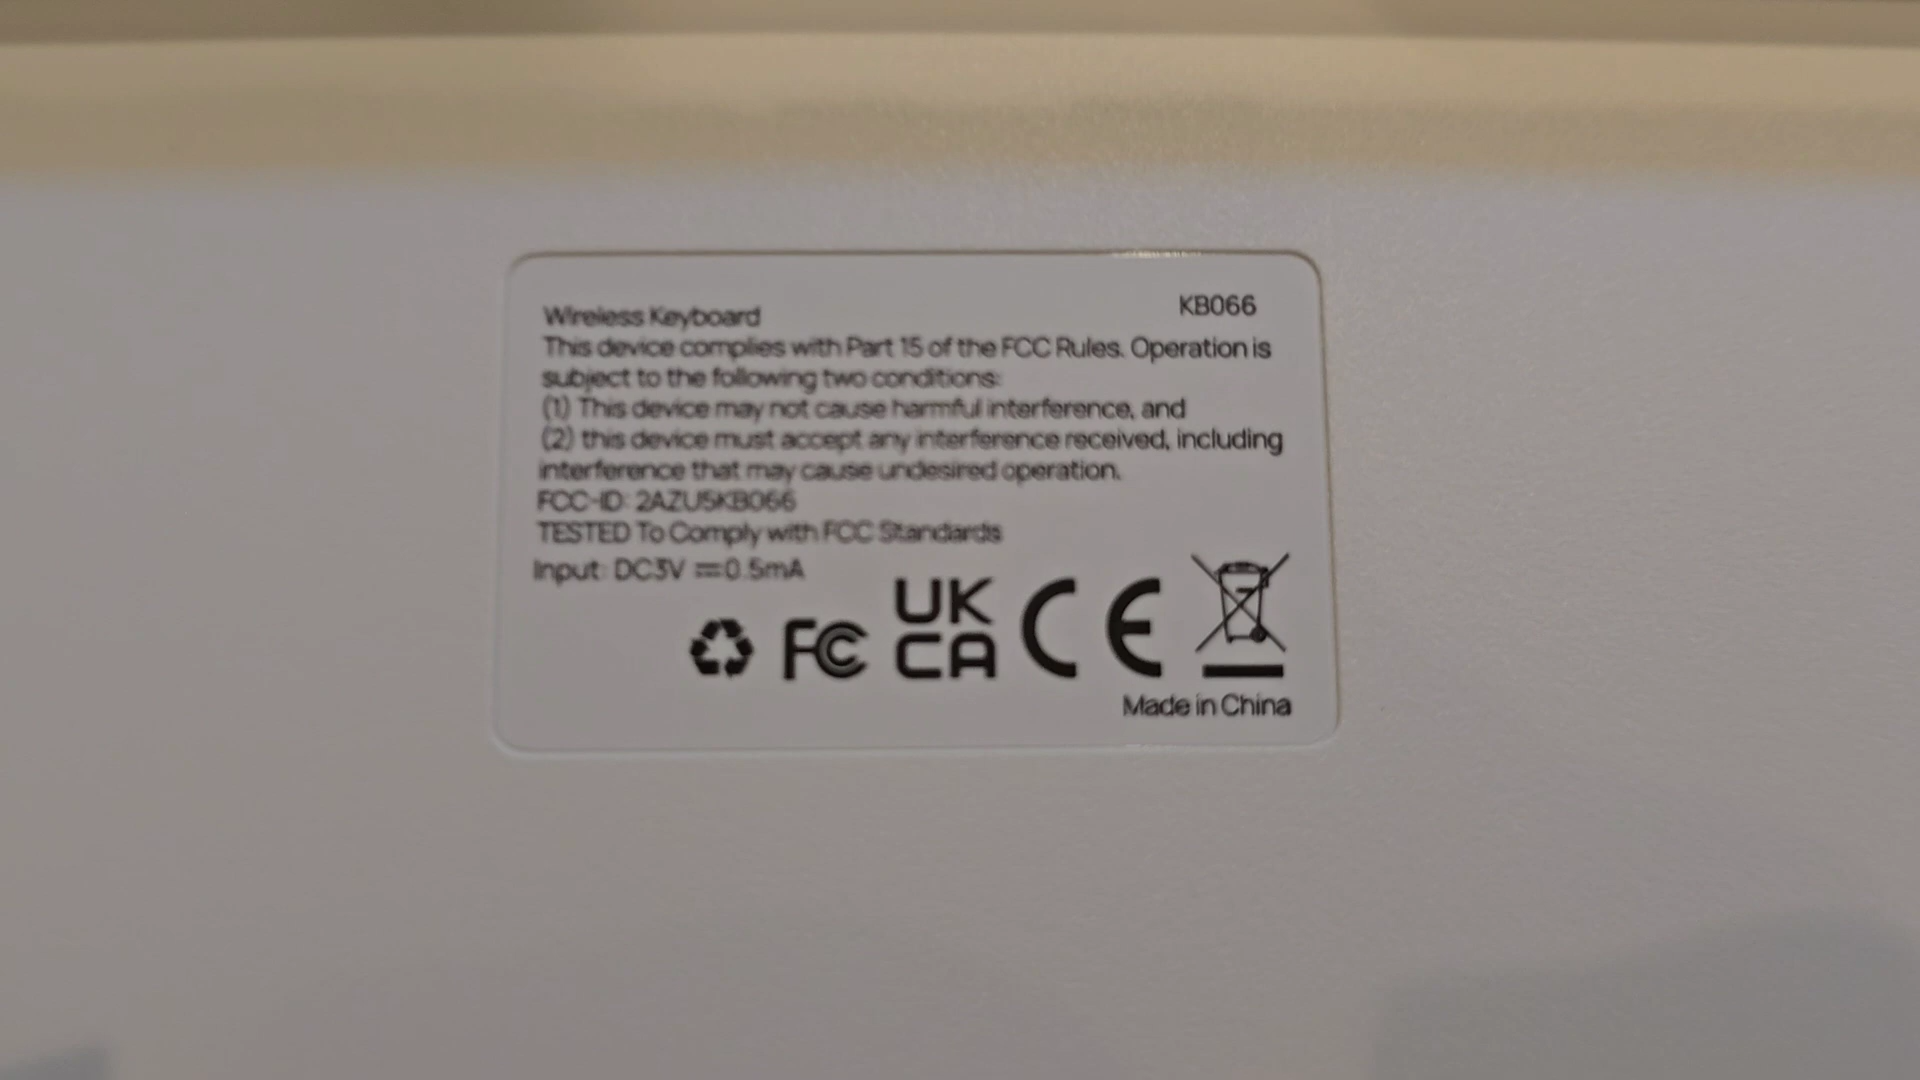 Wireless Keyboard KB066
This device complies with Part 15 of the FCC Rules. Operation is
subject to the following two conditions:
(1) This device may not cause harmful interference, and
(2) this device must accept any interference received, including
interference that may cause undesired operation.
FCC-ID: 2AZU5KB066
TESTED To Comply with FCC Standards
Input: DC3V ⎓0.5mA
FC UK CA CE
Made in China